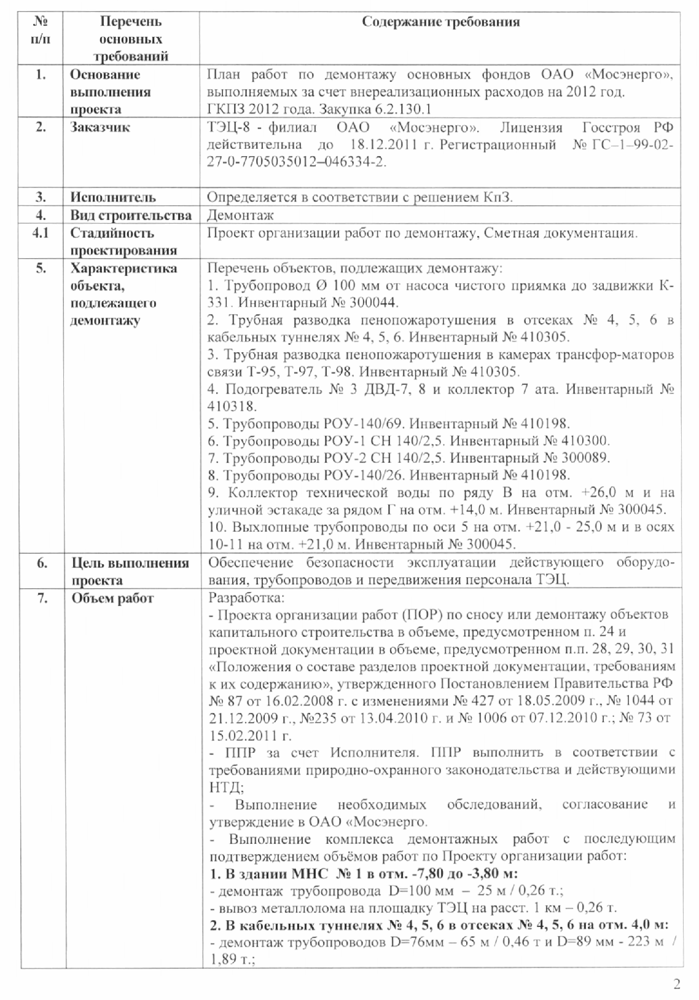 № п/п
Перечень основных требований
Содержание требования
1.
Основание
выполнения
проекта
План работ по демонтажу основных фондов ОАО «Мосэнерго»,
выполняемых за счет внереализационных расходов на 2012 год.
ГКПЗ 2012 года. Закупка 6.2.130.1
2.
Заказчик
ТЭЦ-8 - филиал ОАО «Мосэнерго». Лицензия Госстроя РФ
действительна до 18.12.2011 г. Регистрационный № ГС–1–99-02-
27-0-7705035012–046334-2.
3.
Исполнитель
Определяется в соответствии с решением КпЗ.
4.
Вид строительства
Демонтаж
4.1
Стадийность
проектирования
Проект организации работ по демонтажу, Сметная документация.
5.
Характеристика
объекта,
подлежащего
демонтажу
Перечень объектов, подлежащих демонтажу:
1. Трубопровод Ø 100 мм от насоса чистого приямка до задвижки К-
331. Инвентарный № 300044.
2. Трубная разводка пенопожаротушения в отсеках № 4, 5, 6 в
кабельных туннелях № 4, 5, 6. Инвентарный № 410305.
3. Трубная разводка пенопожаротушения в камерах трансфор-маторов
связи Т-95, Т-97, Т-98. Инвентарный № 410305.
4. Подогреватель № 3 ДВД-7, 8 и коллектор 7 ата. Инвентарный №
410318.
5. Трубопроводы РОУ-140/69. Инвентарный № 410198.
6. Трубопроводы РОУ-1 СН 140/2,5. Инвентарный № 410300.
7. Трубопроводы РОУ-2 СН 140/2,5. Инвентарный № 300089.
8. Трубопроводы РОУ-140/26. Инвентарный № 410198.
9. Коллектор технической воды по ряду В на отм. +26,0 м и на
уличной эстакаде за рядом Г на отм. +14,0 м. Инвентарный № 300045.
10. Выхлопные трубопроводы по оси 5 на отм. +21,0 - 25,0 м и в осях
10-11 на отм. +21,0 м. Инвентарный № 300045.
6.
Цель выполнения
проекта
Обеспечение безопасности эксплуатации действующего оборудо-
вания, трубопроводов и передвижения персонала ТЭЦ.
7.
Объем работ
Разработка:
- Проекта организации работ (ПОР) по сносу или демонтажу объектов
капитального строительства в объеме, предусмотренном п. 24 и
проектной документации в объеме, предусмотренном п.п. 28, 29, 30, 31
«Положения о составе разделов проектной документации, требованиям
к их содержанию», утвержденного Постановлением Правительства РФ
№ 87 от 16.02.2008 г. с изменениями № 427 от 18.05.2009 г., № 1044 от
21.12.2009 г., №235 от 13.04.2010 г. и № 1006 от 07.12.2010 г.; № 73 от
15.02.2011 г.
- ППР за счет Исполнителя. ППР выполнить в соответствии с
требованиями природно-охранного законодательства и действующими
НТД;
- Выполнение необходимых обследований, согласование и
утверждение в ОАО «Мосэнерго.
- Выполнение комплекса демонтажных работ с последующим
подтверждением объёмов работ по Проекту организации работ:
1. В здании МНС № 1 в отм. -7,80 до -3,80 м:
- демонтаж трубопровода D=100 мм – 25 м / 0,26 т.;
- вывоз металлолома на площадку ТЭЦ на расст. 1 км – 0,26 т.
2. В кабельных туннелях № 4, 5, 6 в отсеках № 4, 5, 6 на отм. 4,0 м:
- демонтаж трубопроводов D=76мм – 65 м / 0,46 т и D=89 мм - 223 м /
1,89 т.;
2